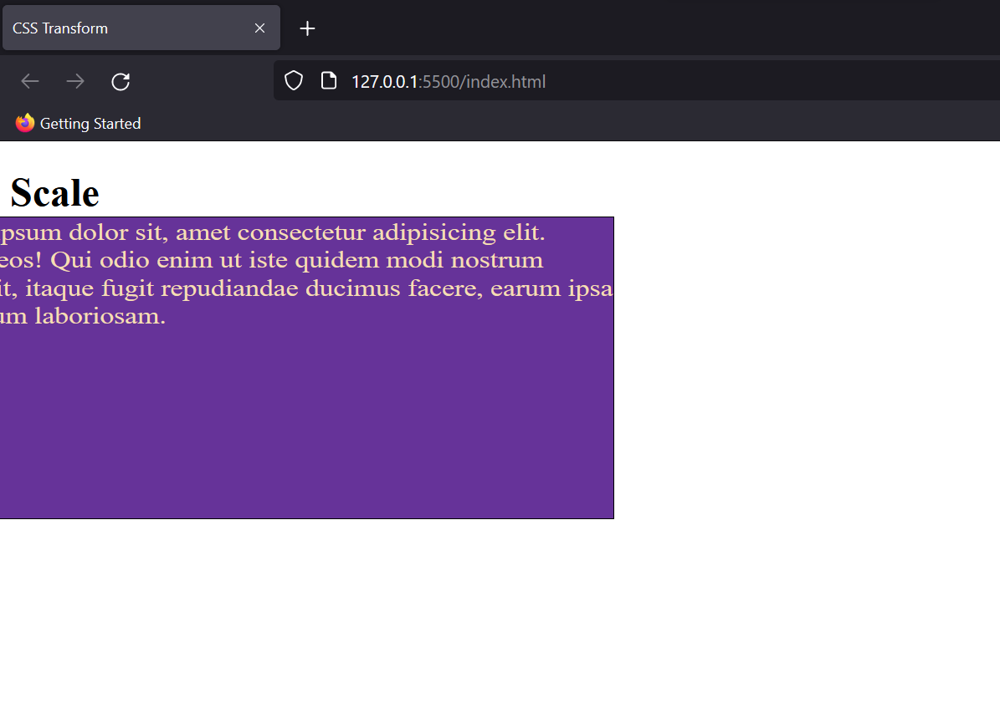 CSS Transform
127.0.0.1:5500/index.html
Getting Started
Scale
psum dolor sit, amet consectetur adipisicing elit.
eos! Qui odio enim ut iste quidem modi nostrum
it, itaque fugit repudiandae ducimus facere, earum ipsa
um laboriosam.